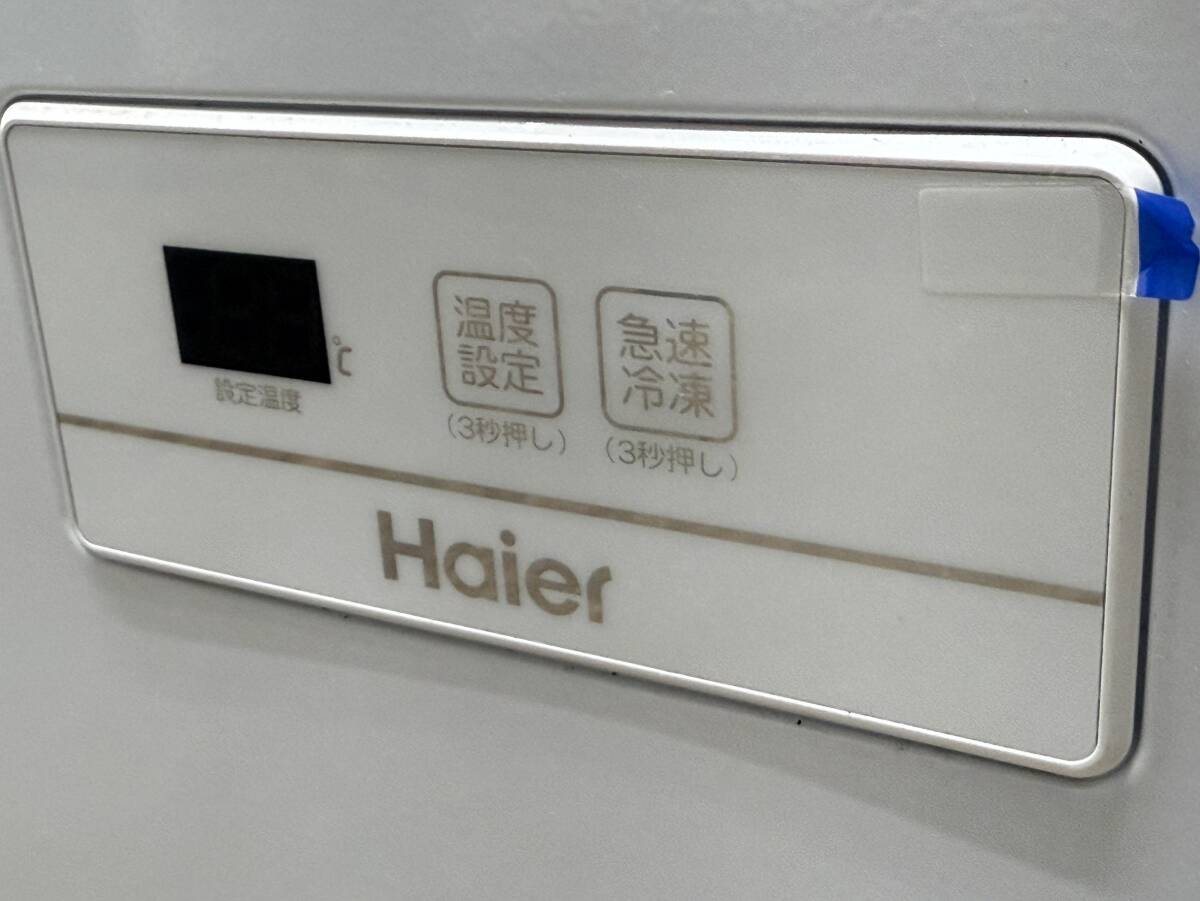 ℃
設定温度
温度
設定
(3秒押し)
急速
冷凍
(3秒押し)
Haier